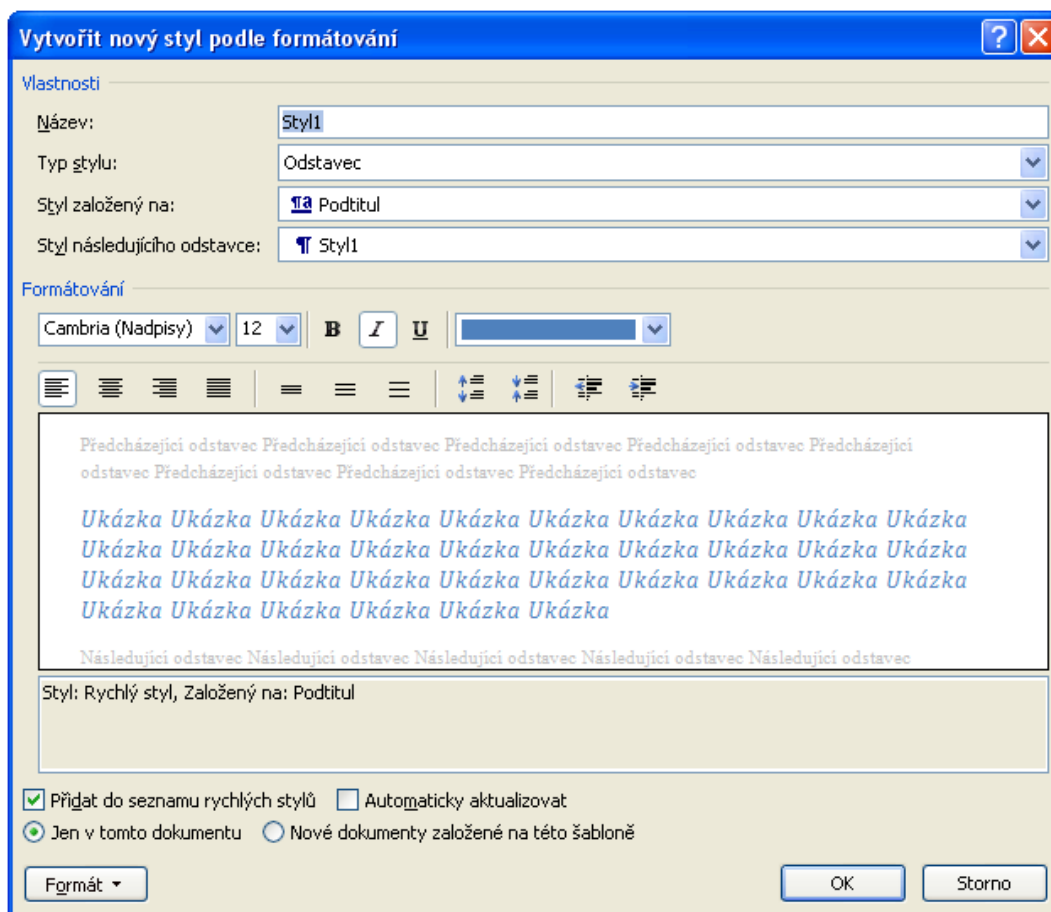 Vytvořit nový styl podle formátování
Vlastnosti
Název: Styl1
Typ stylu: Odstavec
Styl založený na: ¶a Podtitul
Styl následujícího odstavce: ¶ Styl1
Formátování
Cambria (Nadpisy) 12 B I U
Předcházející odstavec Předcházející odstavec Předcházející odstavec Předcházející odstavec Předcházející
odstavec Předcházející odstavec Předcházející odstavec Předcházející odstavec
Ukázka Ukázka Ukázka Ukázka Ukázka Ukázka Ukázka Ukázka Ukázka Ukázka
Ukázka Ukázka Ukázka Ukázka Ukázka Ukázka Ukázka Ukázka Ukázka Ukázka
Ukázka Ukázka Ukázka Ukázka Ukázka Ukázka Ukázka Ukázka Ukázka Ukázka
Ukázka Ukázka Ukázka Ukázka Ukázka Ukázka
Následující odstavec Následující odstavec Následující odstavec Následující odstavec Následující odstavec
Styl: Rychlý styl, Založený na: Podtitul
Přidat do seznamu rychlých stylů Automaticky aktualizovat
Jen v tomto dokumentu Nové dokumenty založené na této šabloně
Formát OK Storno